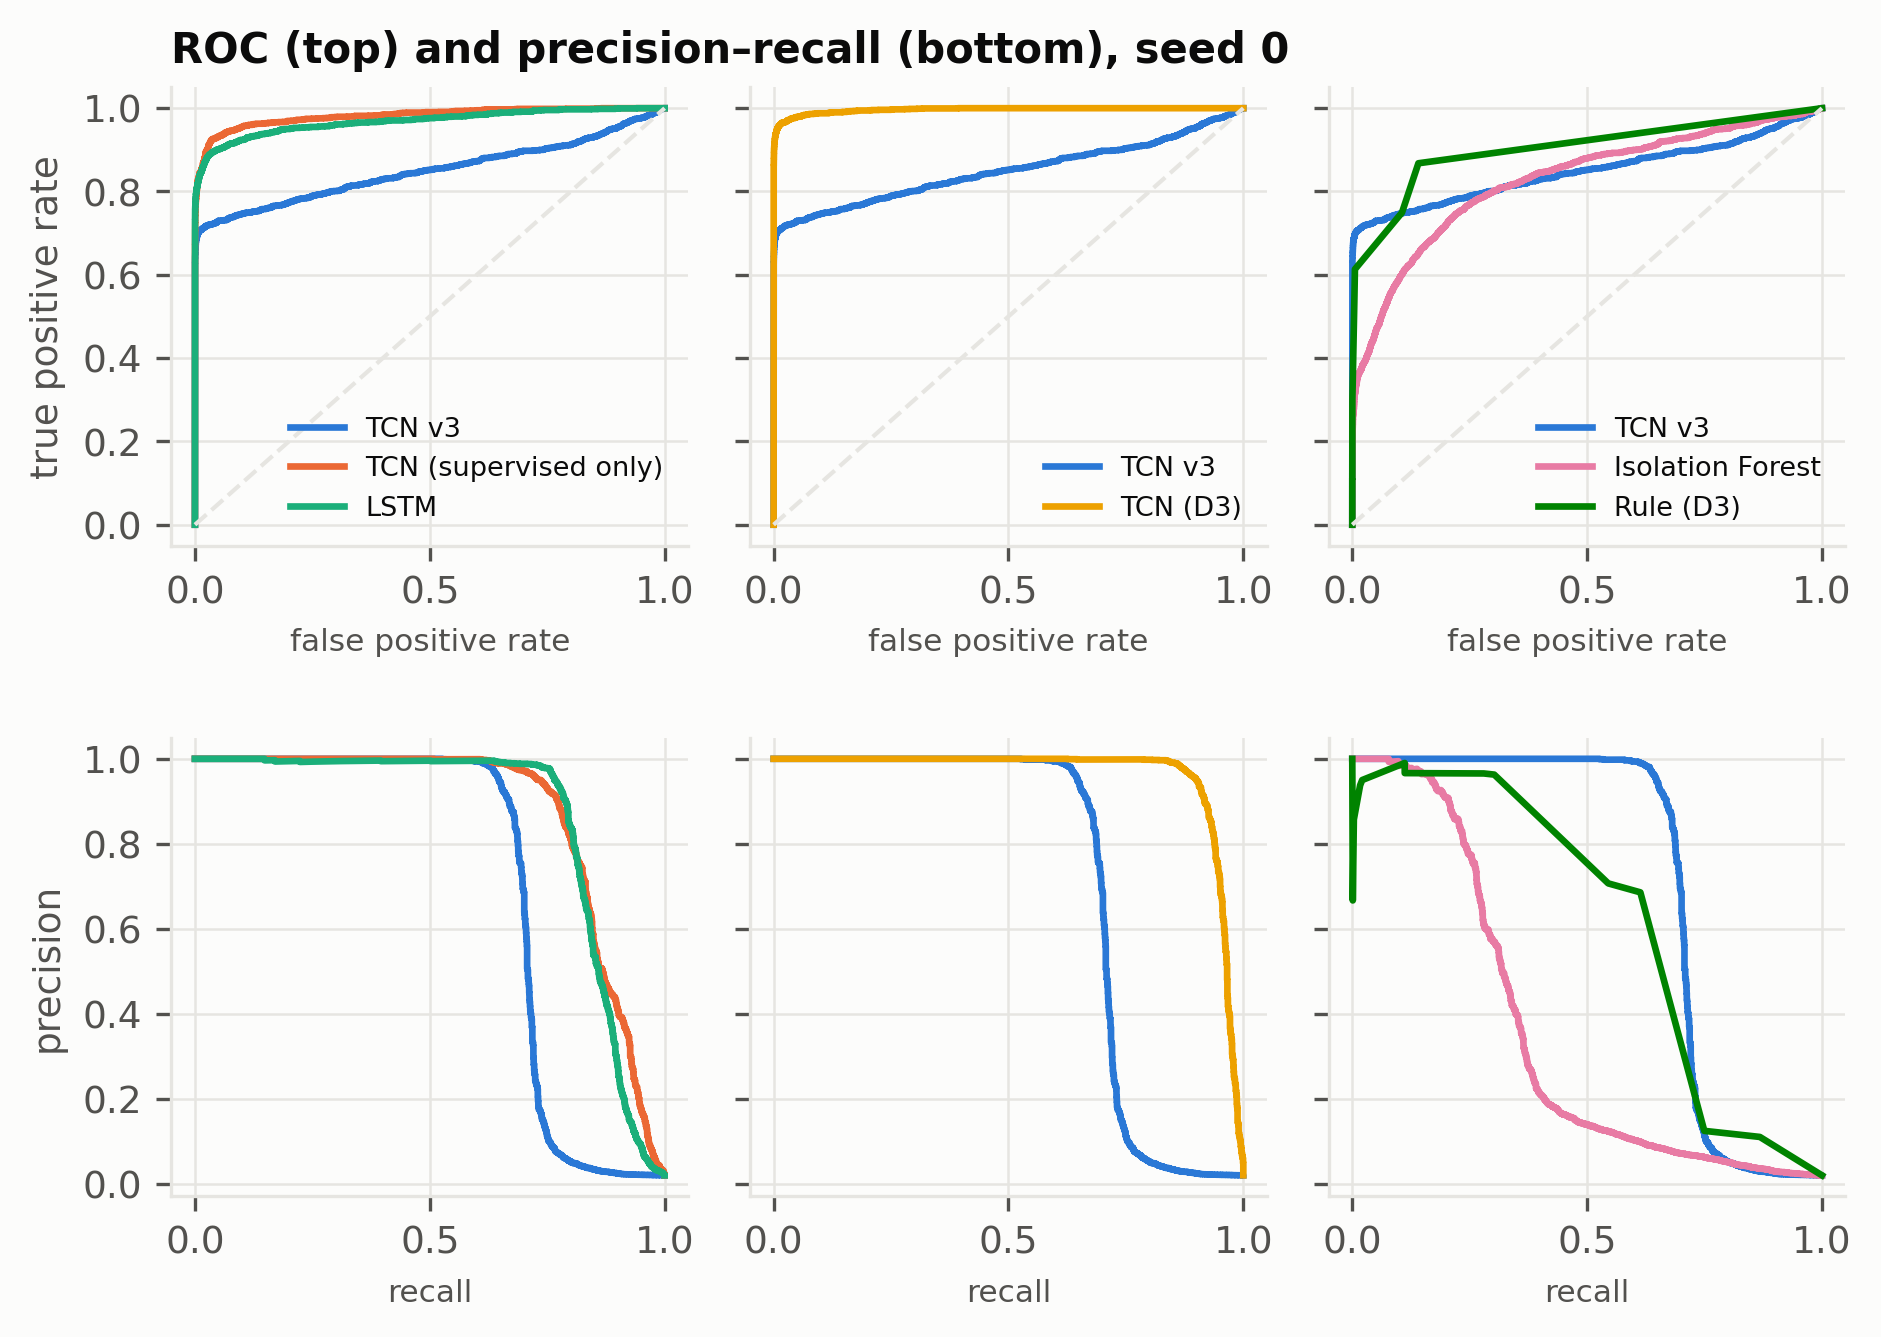 ROC (top) and precision–recall (bottom), seed 0
true positive rate
1.0
0.8
0.6
0.4
0.2
0.0
TCN v3
TCN (supervised only)
LSTM
0.0 0.5 1.0
false positive rate
TCN v3
TCN (D3)
0.0 0.5 1.0
false positive rate
TCN v3
Isolation Forest
Rule (D3)
0.0 0.5 1.0
false positive rate
precision
1.0
0.8
0.6
0.4
0.2
0.0
0.0 0.5 1.0
recall
0.0 0.5 1.0
recall
0.0 0.5 1.0
recall